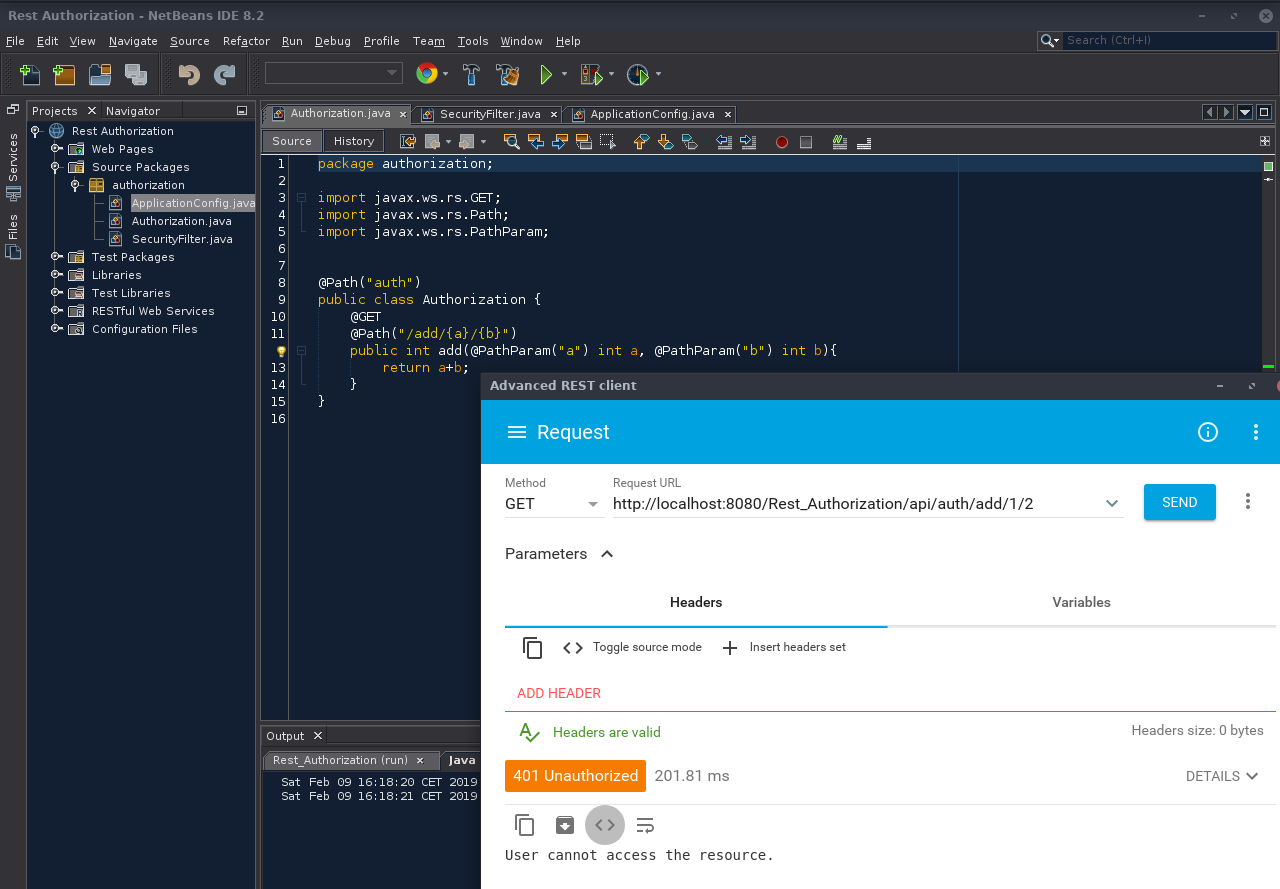 Rest Authorization - NetBeans IDE 8.2
File Edit View Navigate Source Refactor Run Debug Profile Team Tools Window Help
Search (Ctrl+I)
Services
Files
Projects
Navigator
Rest Authorization
Web Pages
Source Packages
authorization
ApplicationConfig.java
Authorization.java
SecurityFilter.java
Test Packages
Libraries
Test Libraries
RESTful Web Services
Configuration Files
Authorization.java
SecurityFilter.java
ApplicationConfig.java
Source History
1 package authorization;
2
3 import javax.ws.rs.GET;
4 import javax.ws.rs.Path;
5 import javax.ws.rs.PathParam;
6
7
8 @Path("auth")
9 public class Authorization {
10 @GET
11 @Path("/add/{a}/{b}")
public int add(@PathParam("a") int a, @PathParam("b") int b){
13 return a+b;
14 }
15 }
16
Output
Rest_Authorization (run)
Java
Sat Feb 09 16:18:20 CET 2019
Sat Feb 09 16:18:21 CET 2019
Advanced REST client
Request
Method
GET
Request URL
http://localhost:8080/Rest_Authorization/api/auth/add/1/2
SEND
Parameters
Headers
Variables
Toggle source mode
Insert headers set
ADD HEADER
Headers are valid
Headers size: 0 bytes
401 Unauthorized 201.81 ms
DETAILS
User cannot access the resource.